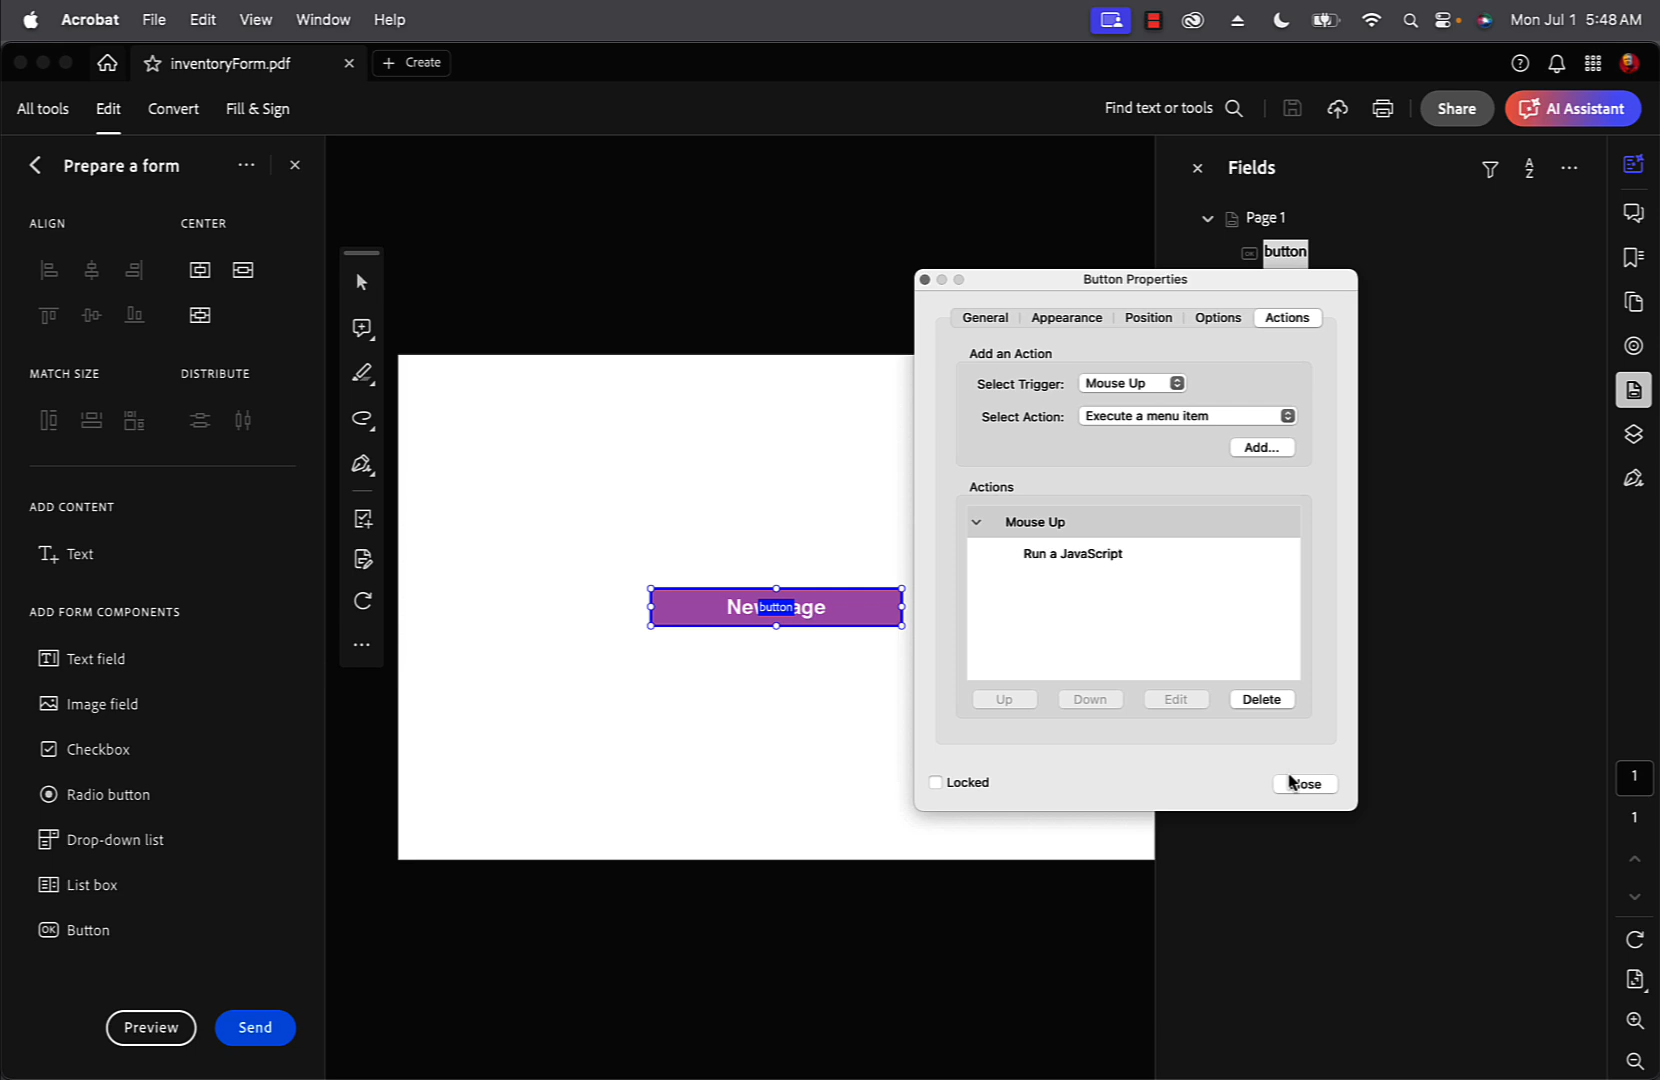 Acrobat File Edit View Window Help
Mon Jul 1 5:48 AM
inventoryForm.pdf
Create
All tools Edit Convert Fill & Sign
Find text or tools
Share
AI Assistant
Prepare a form
ALIGN CENTER
MATCH SIZE DISTRIBUTE
ADD CONTENT
Text
ADD FORM COMPONENTS
Text field
Image field
Checkbox
Radio button
Drop-down list
List box
OK Button
Preview Send
button
Fields
A
Z
Page 1
OK button
Button Properties
General Appearance Position Options Actions
Add an Action
Select Trigger: Mouse Up
Select Action: Execute a menu item
Add...
Actions
Mouse Up
Run a JavaScript
Up Down Edit Delete
Locked
1
1